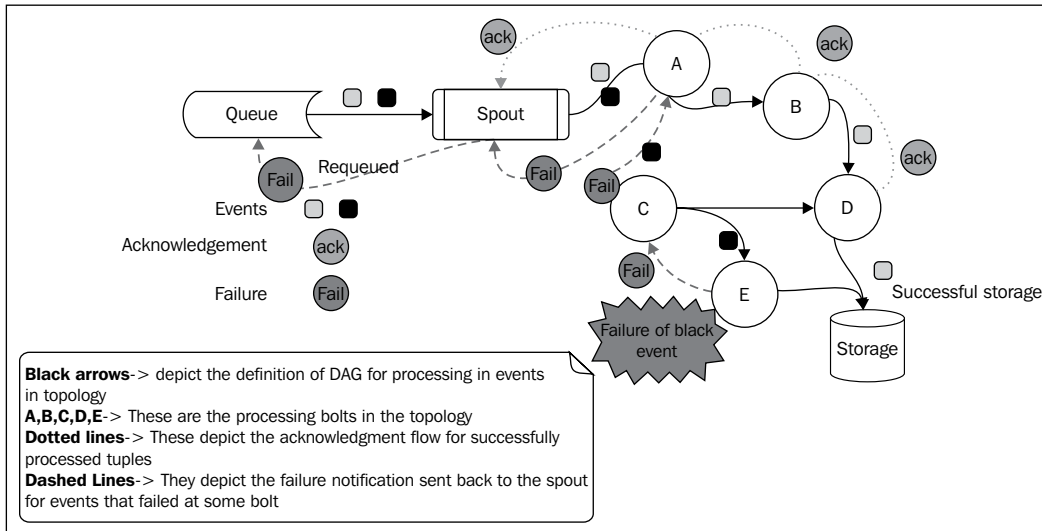 ack
A
ack
B
Queue
Spout
Requeued
Fail
Fail
Fail
ack
Events
C
D
Acknowledgement
ack
Fail
E
Successful storage
Failure
Fail
Failure of black
event
Storage
Black arrows-> depict the definition of DAG for processing in events
in topology
A,B,C,D,E-> These are the processing bolts in the topology
Dotted lines-> These depict the acknowledgment flow for successfully
processed tuples
Dashed Lines-> They depict the failure notification sent back to the spout
for events that failed at some bolt